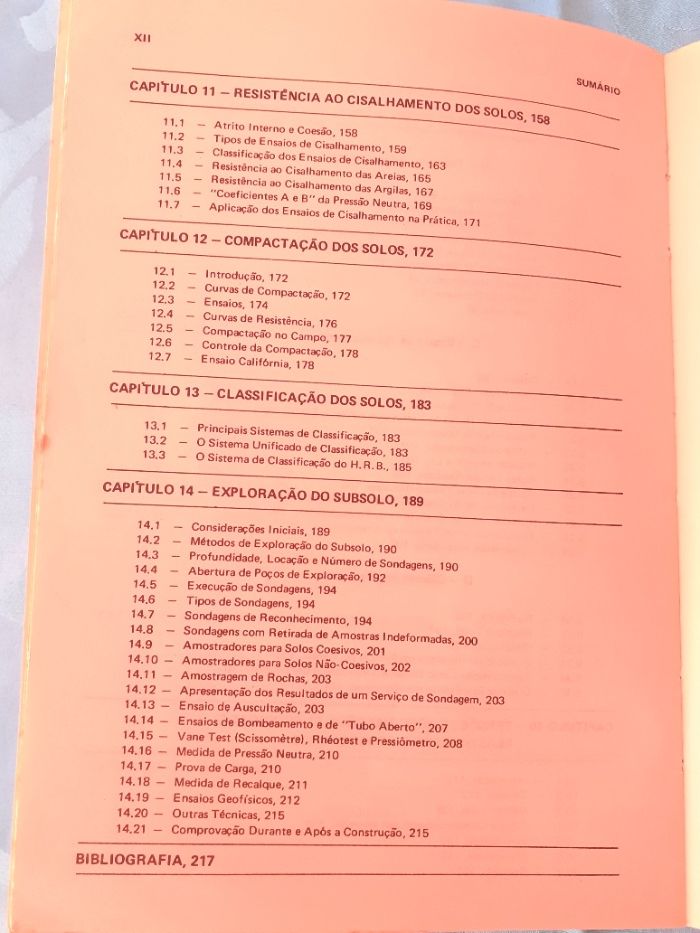 XII
SUMÁRIO
CAPITULO 11 — RESISTÊNCIA AO CISALHAMENTO DOS SOLOS, 158
11.1 — Atrito Interno e Coesão, 158
11.2 — Tipos de Ensaios de Cisalhamento, 159
11.3 — Classificação dos Ensaios de Cisalhamento, 163
11.4 — Resistência ao Cisalhamento das Areias, 165
11.5 — Resistência ao Cisalhamento das Argilas, 167
11.6 — "Coeficientes A e B" da Pressão Neutra, 169
11.7 — Aplicação dos Ensaios de Cisalhamento na Prática, 171
CAPITULO 12 — COMPACTAÇÃO DOS SOLOS, 172
12.1 — Introdução, 172
12.2 — Curvas de Compactação, 172
12.3 — Ensaios, 174
12.4 — Curvas de Resistência, 176
12.5 — Compactação no Campo, 177
12.6 — Controle da Compactação, 178
12.7 — Ensaio Califórnia, 178
CAPITULO 13 — CLASSIFICAÇÃO DOS SOLOS, 183
13.1 — Principais Sistemas de Classificação, 183
13.2 — O Sistema Unificado de Classificação, 183
13.3 — O Sistema de Classificação do H.R.B., 185
CAPITULO 14 — EXPLORAÇÃO DO SUBSOLO, 189
14.1 — Considerações Iniciais, 189
14.2 — Métodos de Exploração do Subsolo, 190
14.3 — Profundidade, Locação e Número de Sondagens, 190
14.4 — Abertura de Poços de Exploração, 192
14.5 — Execução de Sondagens, 194
14.6 — Tipos de Sondagens, 194
14.7 — Sondagens de Reconhecimento, 194
14.8 — Sondagens com Retirada de Amostras Indeformadas, 200
14.9 — Amostradores para Solos Coesivos, 201
14.10 — Amostradores para Solos Não-Coesivos, 202
14.11 — Amostragem de Rochas, 203
14.12 — Apresentação dos Resultados de um Serviço de Sondagem, 203
14.13 — Ensaio de Auscultação, 203
14.14 — Ensaios de Bombeamento e de "Tubo Aberto", 207
14.15 — Vane Test (Scissomètre), Rhéotest e Pressiômetro, 208
14.16 — Medida de Pressão Neutra, 210
14.17 — Prova de Carga, 210
14.18 — Medida de Recalque, 211
14.19 — Ensaios Geofísicos, 212
14.20 — Outras Técnicas, 215
14.21 — Comprovação Durante e Após a Construção, 215
BIBLIOGRAFIA, 217